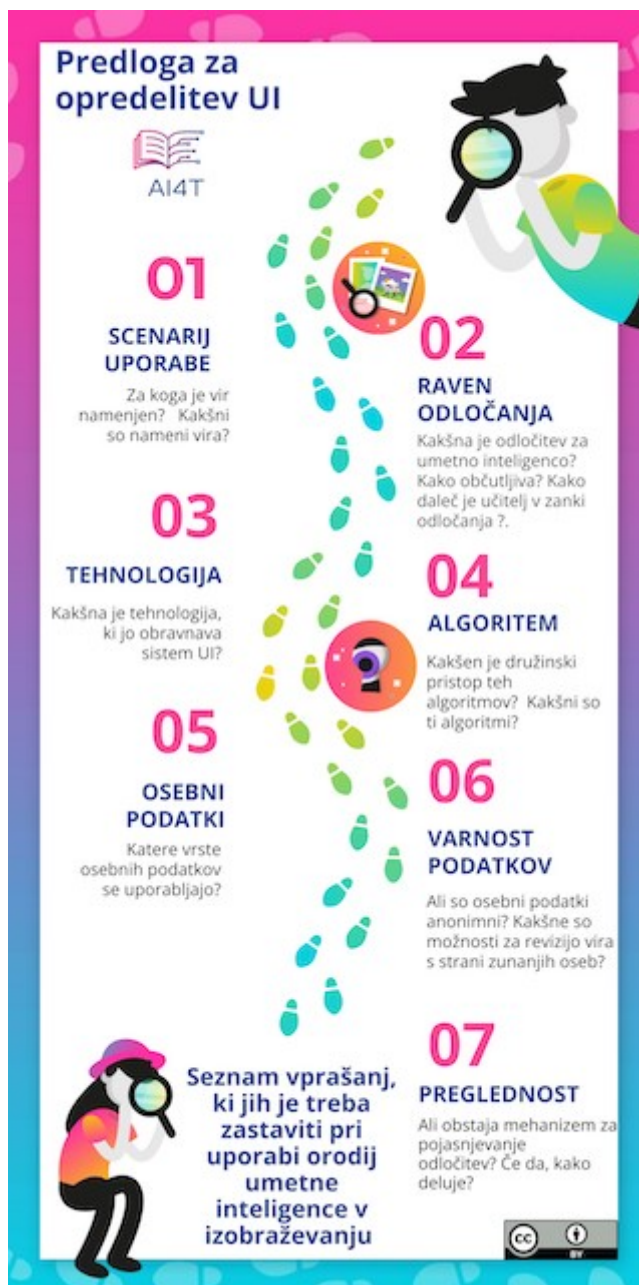 Predloga za
opredelitev UI
AI4T
01
SCENARIJ
UPORABE
Za koga je vir
namenjen? Kakšni
so nameni vira?
02
RAVEN
ODLOČANJA
Kakšna je odločitev za
umetno inteligenco?
Kako občutljiva? Kako
daleč je učitelj v zanki
odločanja ?.
03
TEHNOLOGIJA
Kakšna je tehnologija,
ki jo obravnava
sistem UI?
04
ALGORITEM
Kakšen je družinski
pristop teh
algoritmov? Kakšni so
ti algoritmi?
05
OSEBNI
PODATKI
Katere vrste
osebnih podatkov
se uporabljajo?
06
VARNOST
PODATKOV
Ali so osebni podatki
anonimni? Kakšne so
možnosti za revizijo vira
s strani zunanjih oseb?
07
PREGLEDNOST
Ali obstaja mehanizem za
pojasnjevanje
odločitev? Če da, kako
deluje?
Seznam vprašanj,
ki jih je treba
zastaviti pri
uporabi orodij
umetne
inteligence v
izobraževanju
cc
BY